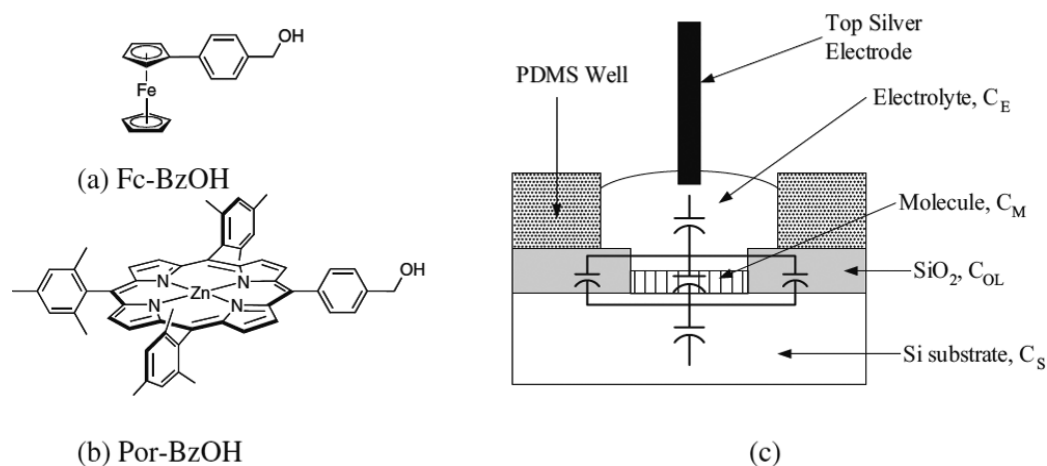 OH
Fe
(a) Fc-BzOH
OH
N
N
Zn
N
N
(b) Por-BzOH
Top Silver
Electrode
PDMS Well
Electrolyte, C_E
Molecule, C_M
SiO₂, C_OL
Si substrate, C_S
(c)